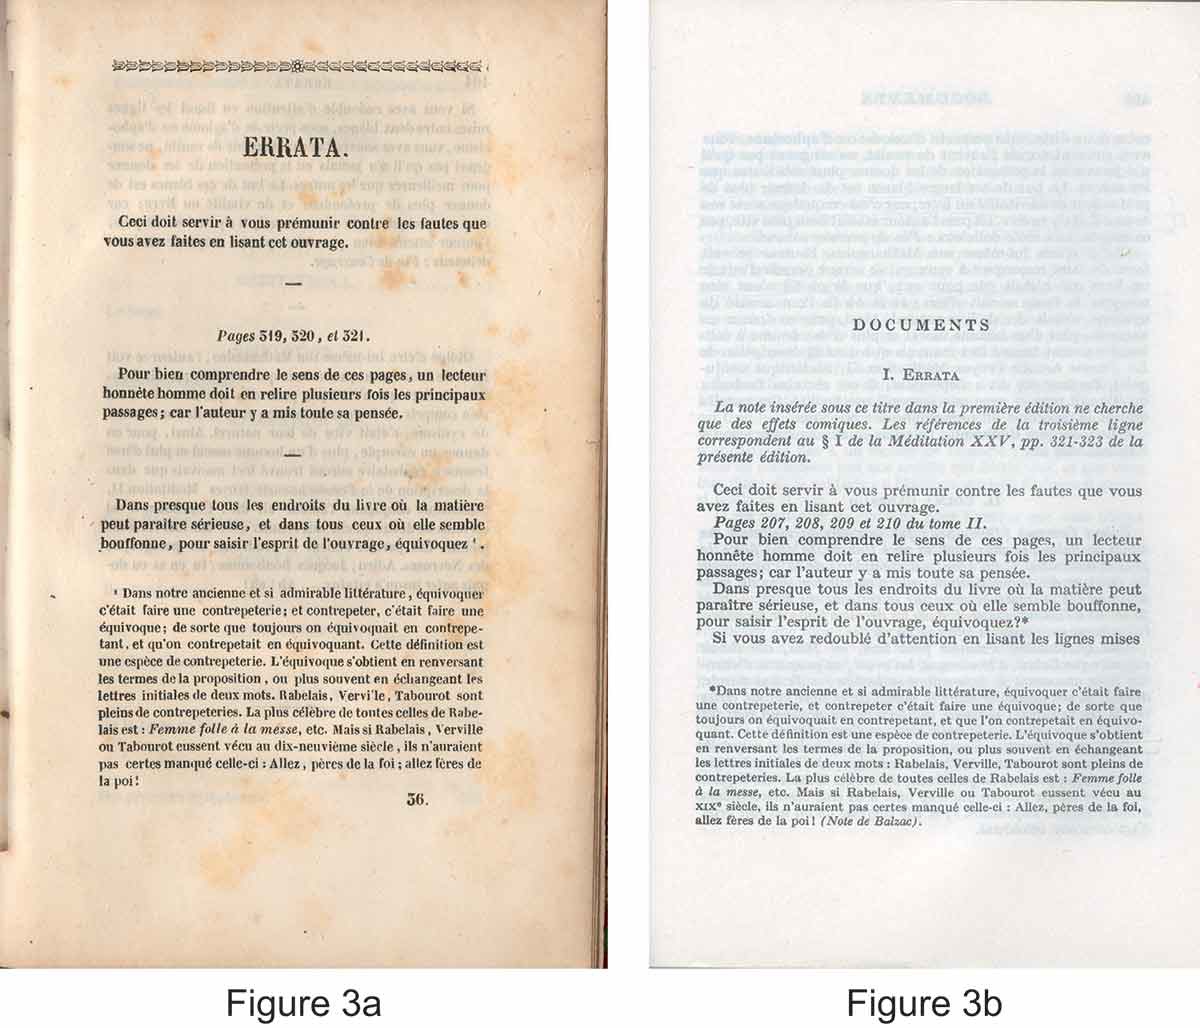 ERRATA.
Ceci doit servir à vous prémunir contre les fautes que
vous avez faites en lisant cet ouvrage.
Pages 319, 320, et 321.
Pour bien comprendre le sens de ces pages, un lecteur
honnête homme doit en relire plusieurs fois les principaux
passages; car l'auteur y a mis toute sa pensée.
Dans presque tous les endroits du livre où la matière
peut paraître sérieuse, et dans tous ceux où elle semble
bouffonne, pour saisir l'esprit de l'ouvrage, équivoquez ¹.
¹ Dans notre ancienne et si admirable littérature, équivoquer
c'était faire une contrepeterie; et contrepeter, c'était faire une
équivoque; de sorte que toujours on équivoquait en contrepe-
tant, et qu'on contrepetait en équivoquant. Cette définition est
une espèce de contrepeterie. L'équivoque s'obtient en renversant
les termes de la proposition, ou plus souvent en échangeant les
lettres initiales de deux mots. Rabelais, Vervi'le, Tabourot sont
pleins de contrepeteries. La plus célèbre de toutes celles de Rabe-
lais est : Femme folle à la messe, etc. Mais si Rabelais, Verville
ou Tabourot eussent vécu au dix-neuvième siècle, ils n'auraient
pas certes manqué celle-ci : Allez, pères de la foi; allez fères de
la poi!
36.
Figure 3a
DOCUMENTS
I. ERRATA
La note insérée sous ce titre dans la première édition ne cherche
que des effets comiques. Les références de la troisième ligne
correspondent au § I de la Méditation XXV, pp. 321-323 de la
présente édition.
Ceci doit servir à vous prémunir contre les fautes que vous
avez faites en lisant cet ouvrage.
Pages 207, 208, 209 et 210 du tome II.
Pour bien comprendre le sens de ces pages, un lecteur
honnête homme doit en relire plusieurs fois les principaux
passages; car l'auteur y a mis toute sa pensée.
Dans presque tous les endroits du livre où la matière peut
paraître sérieuse, et dans tous ceux où elle semble bouffonne,
pour saisir l'esprit de l'ouvrage, équivoquez?*
Si vous avez redoublé d'attention en lisant les lignes mises
*Dans notre ancienne et si admirable littérature, équivoquer c'était faire
une contrepeterie, et contrepeter c'était faire une équivoque; de sorte que
toujours on équivoquait en contrepetant, et que l'on contrepetait en équivo-
quant. Cette définition est une espèce de contrepeterie. L'équivoque s'obtient
en renversant les termes de la proposition, ou plus souvent en échangeant
les lettres initiales de deux mots : Rabelais, Verville, Tabourot sont pleins de
contrepeteries. La plus célèbre de toutes celles de Rabelais est : Femme folle
à la messe, etc. Mais si Rabelais, Verville ou Tabourot eussent vécu au
XIXᵉ siècle, ils n'auraient pas certes manqué celle-ci : Allez, pères de la foi,
allez fères de la poi! (Note de Balzac).
Figure 3b